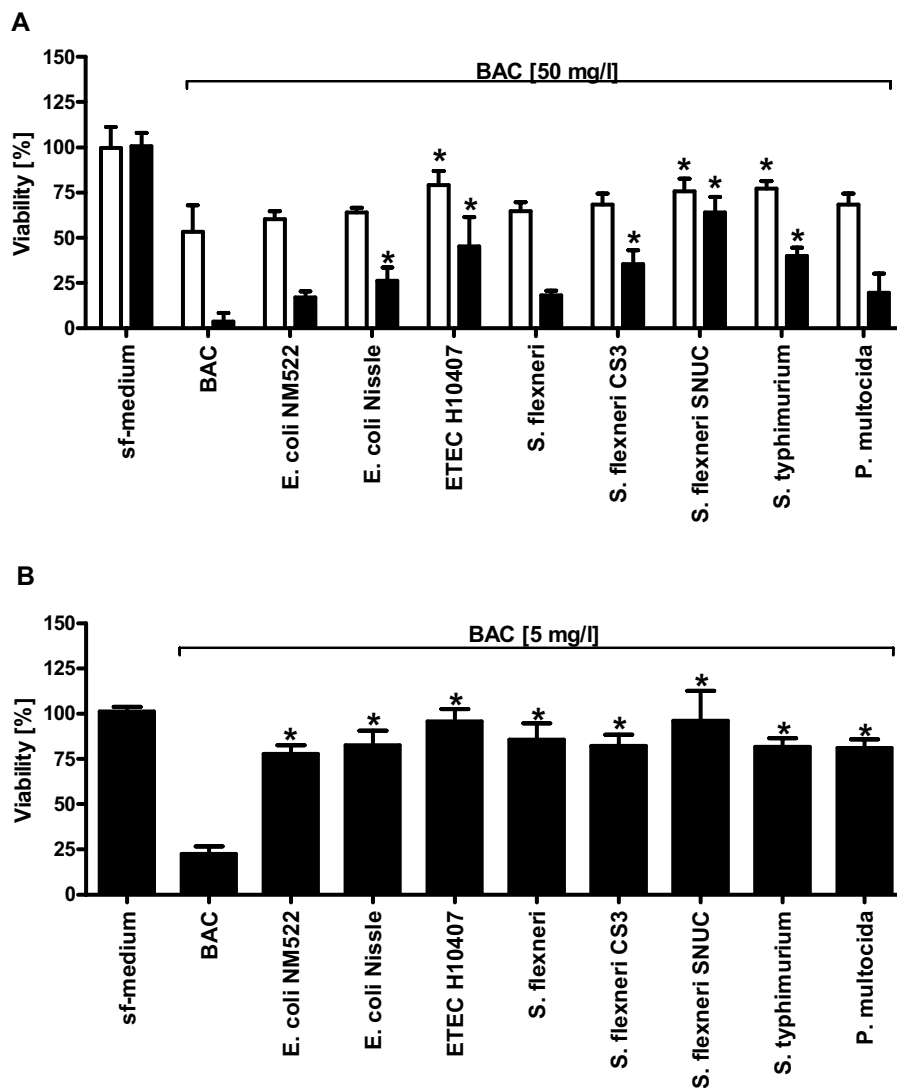 A
BAC [50 mg/l]
Viability [%]
150
125
100
75
50
25
0
* * * * * * * *
sf-medium
BAC
E. coli NM522
E. coli Nissle
ETEC H10407
S. flexneri
S. flexneri CS3
S. flexneri SNUC
S. typhimurium
P. multocida
B
BAC [5 mg/l]
Viability [%]
150
125
100
75
50
25
0
* * * * * * * *
sf-medium
BAC
E. coli NM522
E. coli Nissle
ETEC H10407
S. flexneri
S. flexneri CS3
S. flexneri SNUC
S. typhimurium
P. multocida